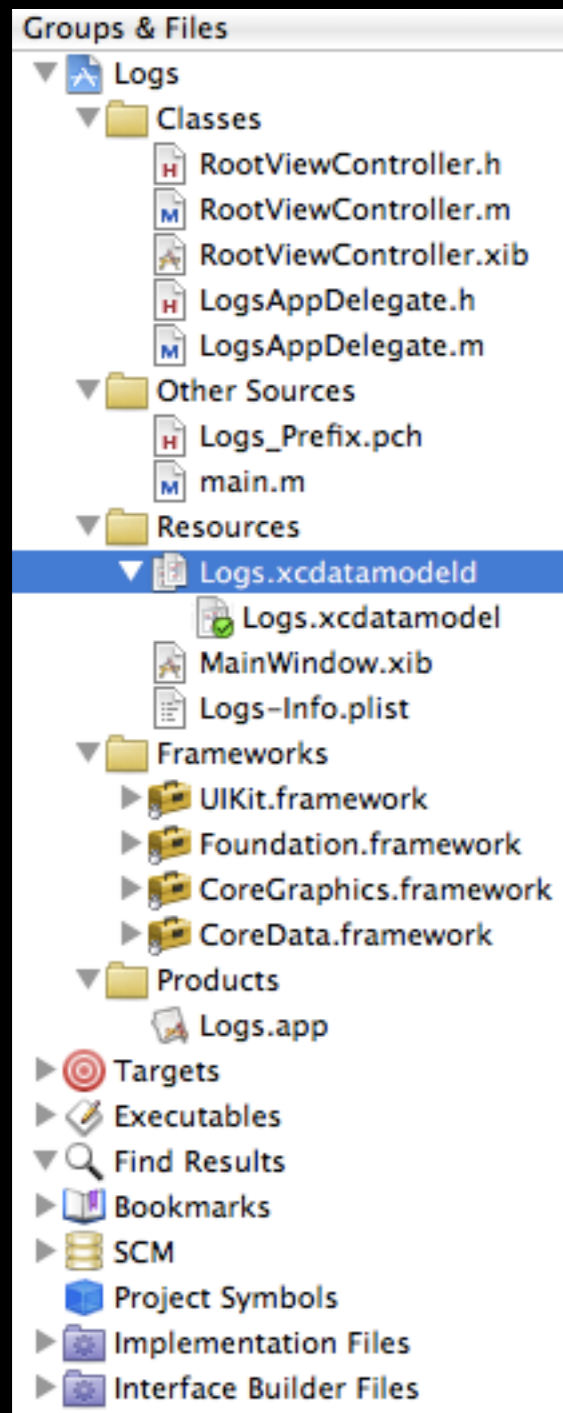 Groups & Files
Logs
Classes
RootViewController.h
RootViewController.m
RootViewController.xib
LogsAppDelegate.h
LogsAppDelegate.m
Other Sources
Logs_Prefix.pch
main.m
Resources
Logs.xcdatamodeld
Logs.xcdatamodel
MainWindow.xib
Logs-Info.plist
Frameworks
UIKit.framework
Foundation.framework
CoreGraphics.framework
CoreData.framework
Products
Logs.app
Targets
Executables
Find Results
Bookmarks
SCM
Project Symbols
Implementation Files
Interface Builder Files